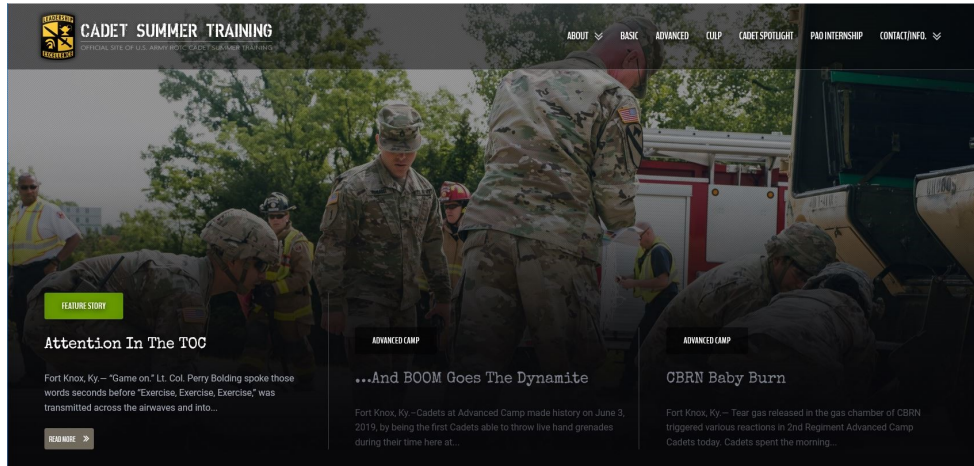 LEADERSHIP
EXCELLENCE
CADET SUMMER TRAINING
OFFICIAL SITE OF U.S. ARMY ROTC CADET SUMMER TRAINING
ABOUT BASIC ADVANCED CULP CADET SPOTLIGHT PAO INTERNSHIP CONTACT/INFO.
FEATURE STORY
Attention In The TOC
Fort Knox, Ky.— “Game on.” Lt. Col. Perry Bolding spoke those
words seconds before “Exercise, Exercise, Exercise,” was
transmitted across the airwaves and into...
READ MORE
ADVANCED CAMP
...And BOOM Goes The Dynamite
Fort Knox, Ky.–Cadets at Advanced Camp made history on June 3,
2019, by being the first Cadets able to throw live hand grenades
during their time here at...
ADVANCED CAMP
CBRN Baby Burn
Fort Knox, Ky.— Tear gas released in the gas chamber of CBRN
triggered various reactions in 2nd Regiment Advanced Camp
Cadets today. Cadets spent the morning...